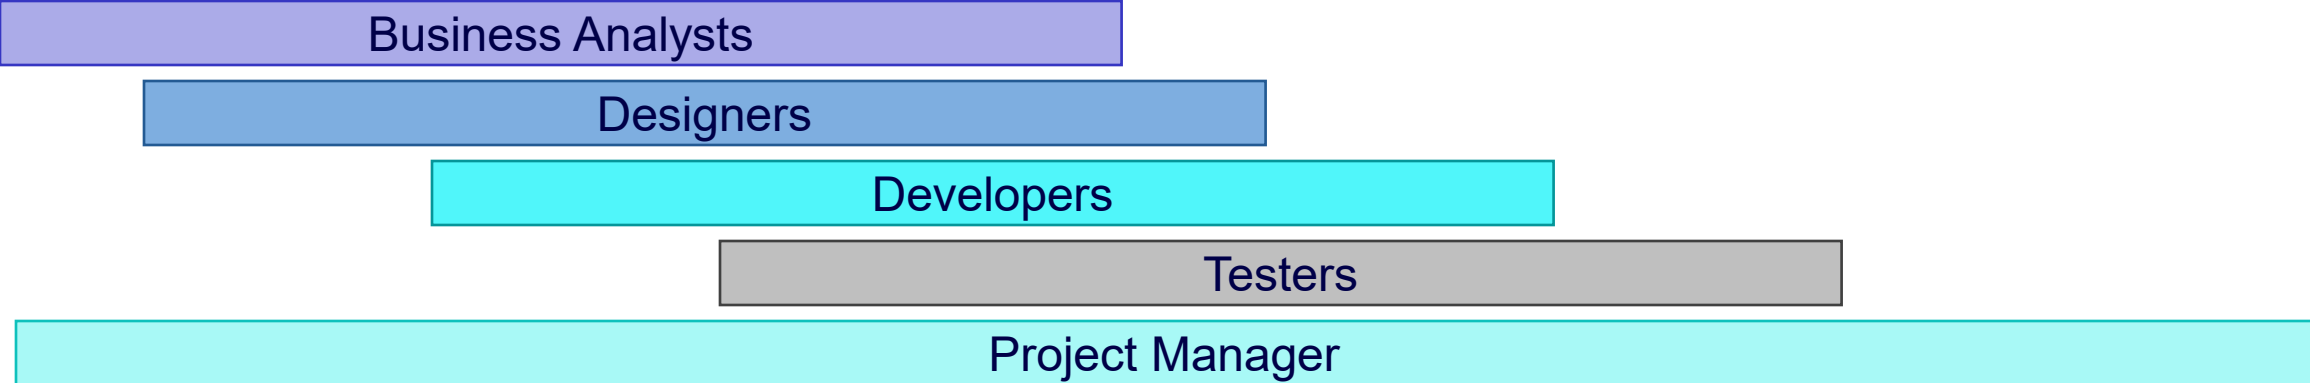 Business Analysts
Designers
Developers
Testers
Project Manager